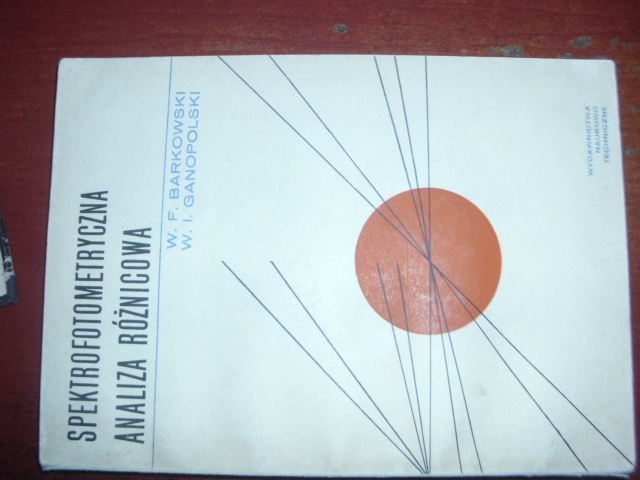 SPEKTROFOTOMETRYCZNA
ANALIZA RÓŻNICOWA
W. F. BARKOWSKI
W. I. GANOPOLSKI
WYDAWNICTWA
NAUKOWO
TECHNICZNE